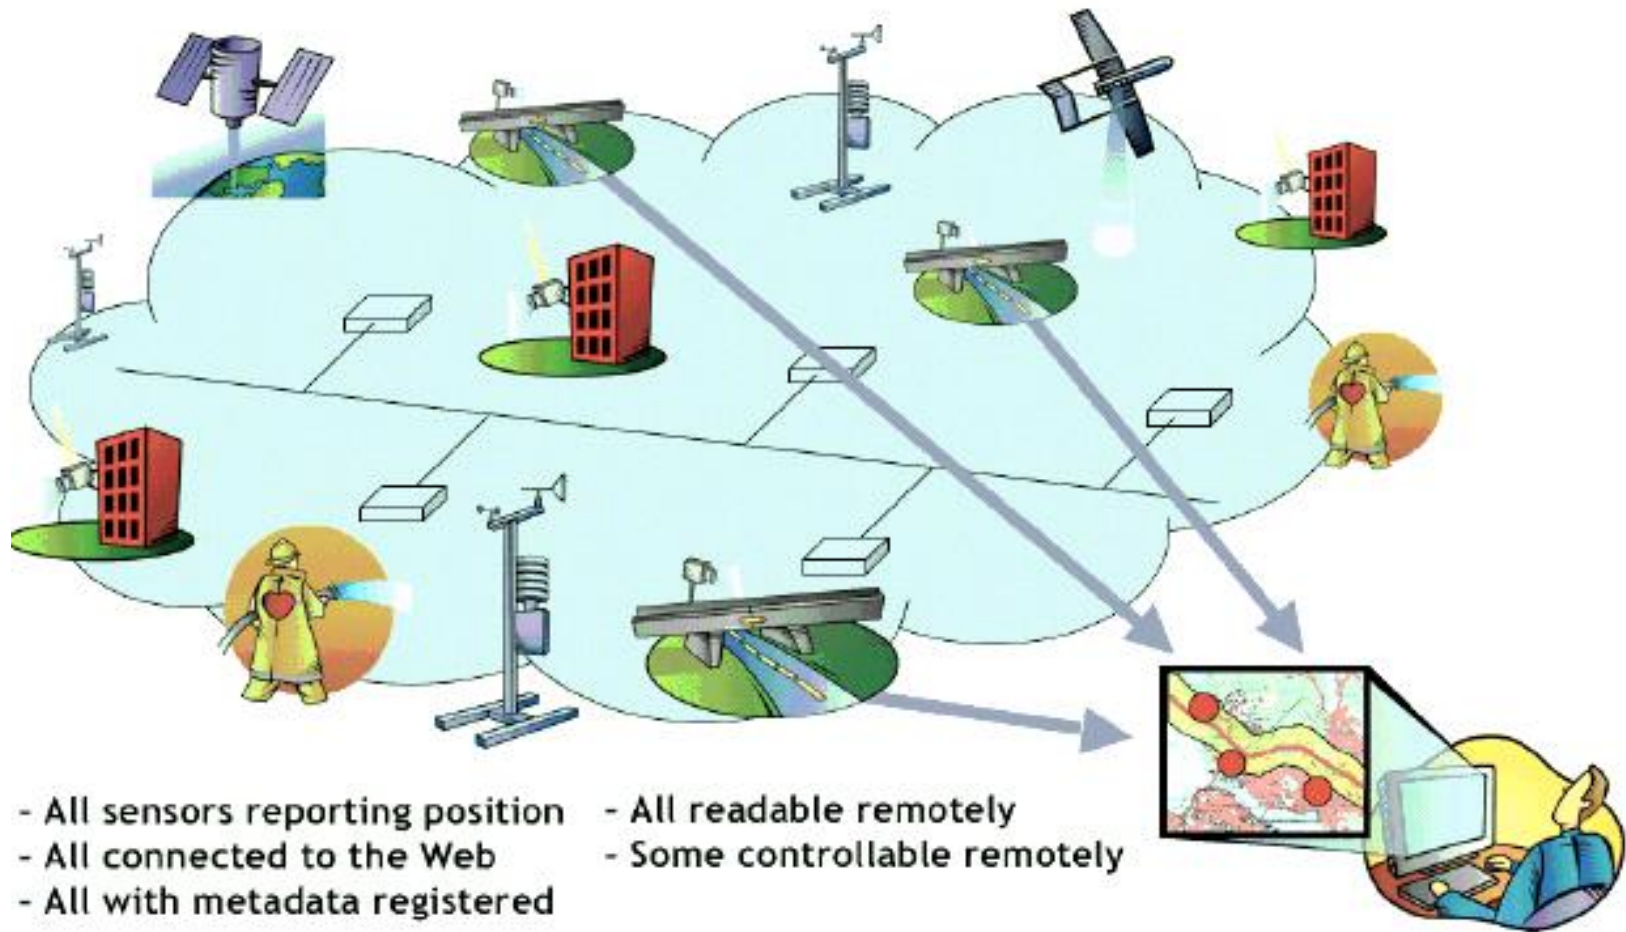 - All sensors reporting position
- All connected to the Web
- All with metadata registered
- All readable remotely
- Some controllable remotely